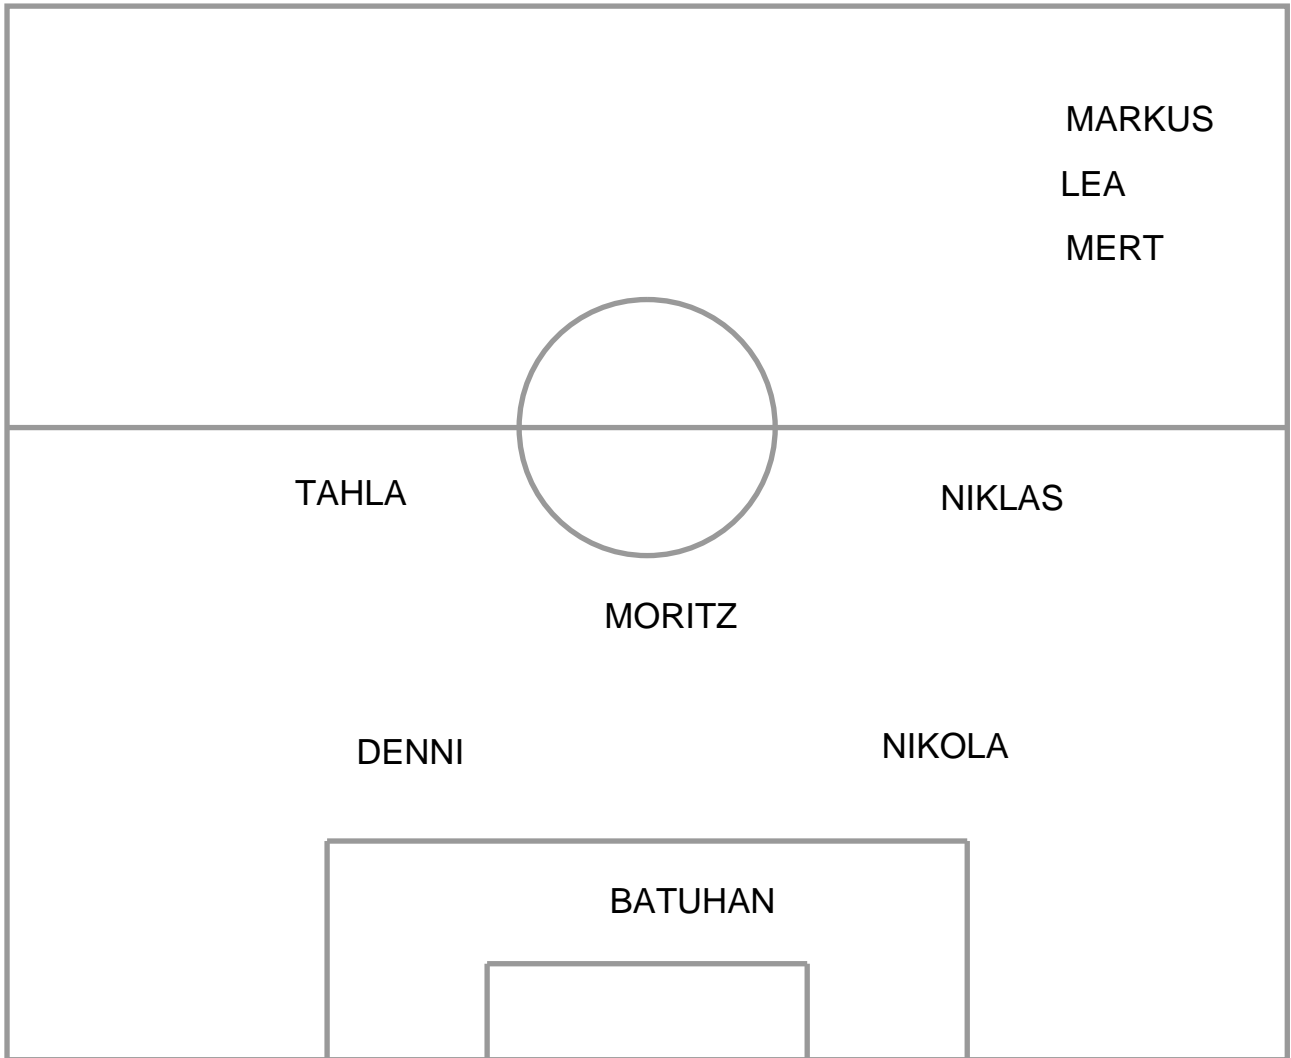 MARKUS
LEA
MERT
TAHLA
NIKLAS
MORITZ
DENNI
NIKOLA
BATUHAN